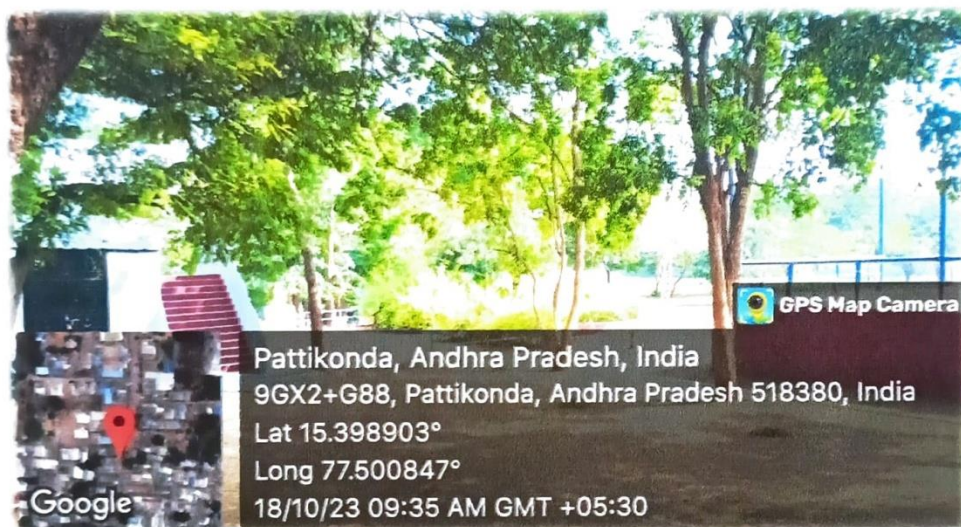 GPS Map Camera
Pattikonda, Andhra Pradesh, India
9GX2+G88, Pattikonda, Andhra Pradesh 518380, India
Lat 15.398903°
Long 77.500847°
18/10/23 09:35 AM GMT +05:30
Google